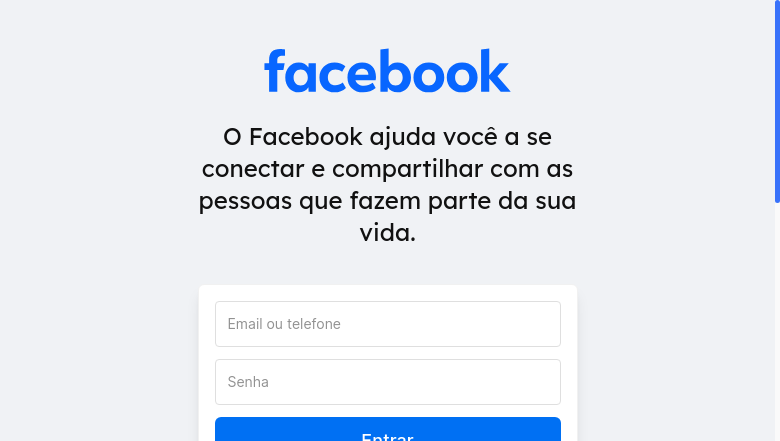 facebook
O Facebook ajuda você a se
conectar e compartilhar com as
pessoas que fazem parte da sua
vida.
Email ou telefone
Senha
Entrar